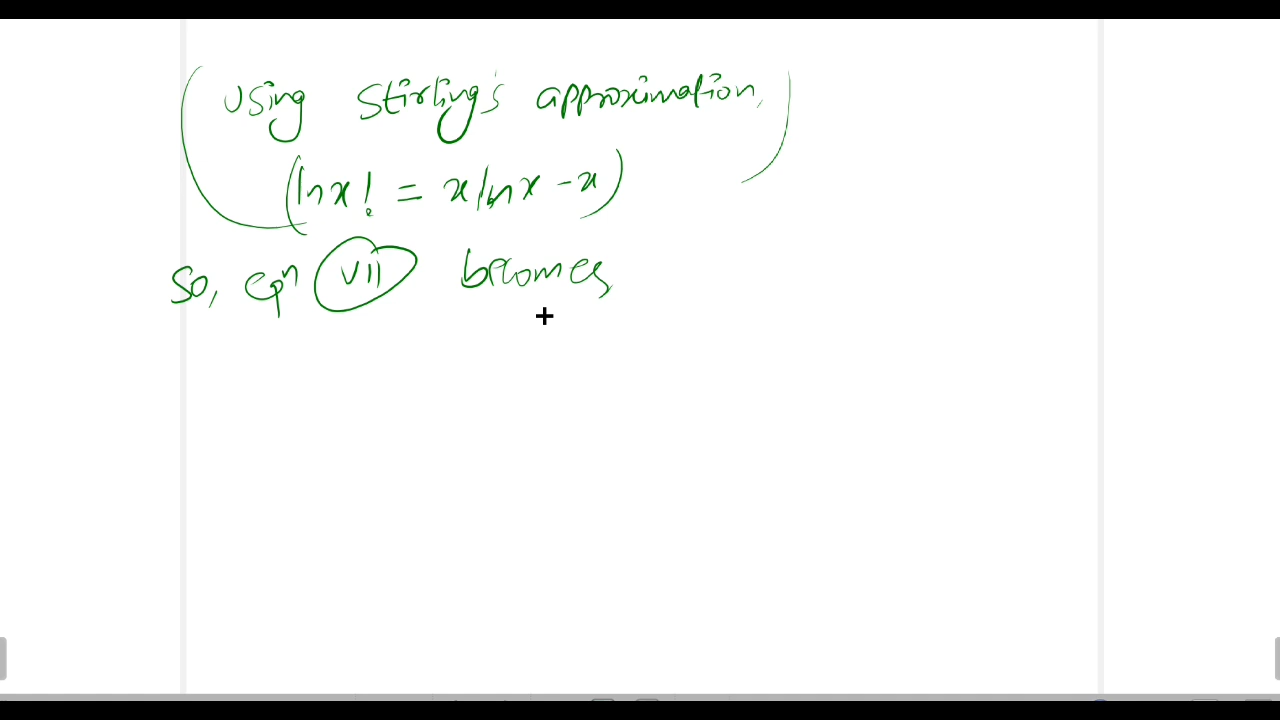 (Using Stirling's approximation,
(ln x! = x ln x - x))
So, eqⁿ VII becomes,